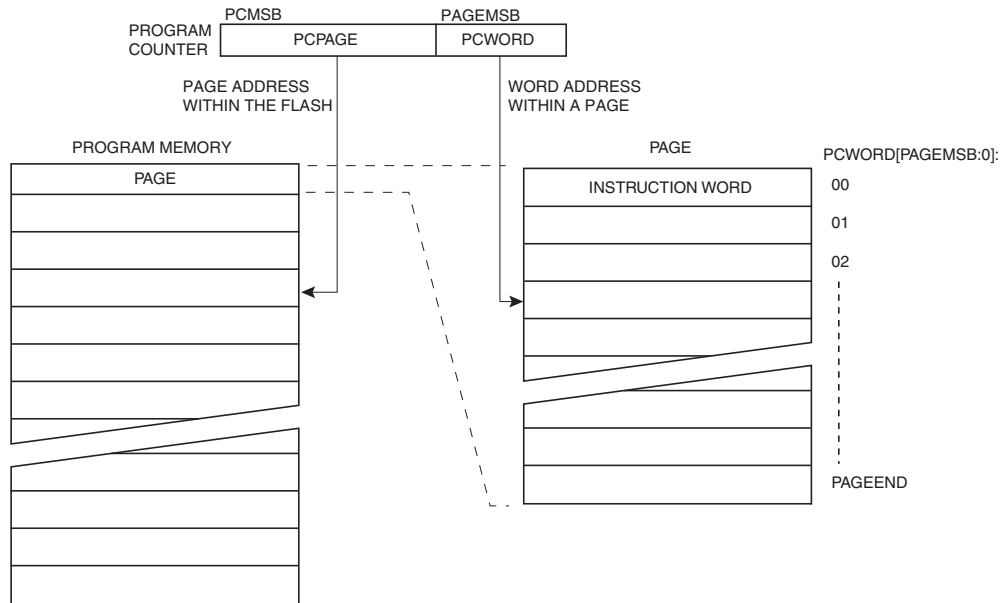 PCMSB
PAGEMSB
PROGRAM
COUNTER
PCPAGE
PCWORD
PAGE ADDRESS
WITHIN THE FLASH
WORD ADDRESS
WITHIN A PAGE
PROGRAM MEMORY
PAGE
PAGE
PCWORD[PAGEMSB:0]:
INSTRUCTION WORD
00
01
02
PAGEEND